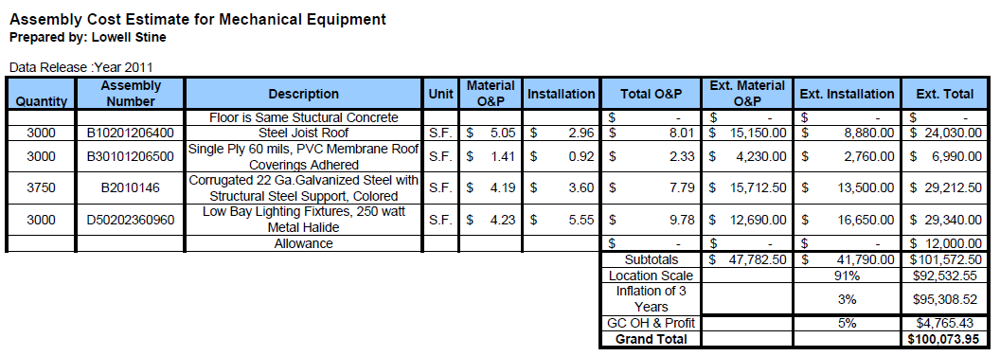 Assembly Cost Estimate for Mechanical Equipment
Prepared by: Lowell Stine
Data Release :Year 2011
Quantity Assembly Number Description Unit Material O&P Installation Total O&P Ext. Material O&P Ext. Installation Ext. Total
Floor is Same Stuctural Concrete $ - $ - $ - $ -
3000 B10201206400 Steel Joist Roof S.F. $ 5.05 $ 2.96 $ 8.01 $ 15,150.00 $ 8,880.00 $ 24,030.00
3000 B30101206500 Single Ply 60 mils, PVC Membrane Roof Coverings Adhered S.F. $ 1.41 $ 0.92 $ 2.33 $ 4,230.00 $ 2,760.00 $ 6,990.00
3750 B2010146 Corrugated 22 Ga.Galvanized Steel with Structural Steel Support, Colored S.F. $ 4.19 $ 3.60 $ 7.79 $ 15,712.50 $ 13,500.00 $ 29,212.50
3000 D50202360960 Low Bay Lighting Fixtures, 250 watt Metal Halide S.F. $ 4.23 $ 5.55 $ 9.78 $ 12,690.00 $ 16,650.00 $ 29,340.00
Allowance $ - $ - $ - $ 12,000.00
Subtotals $ 47,782.50 $ 41,790.00 $101,572.50
Location Scale 91% $92,532.55
Inflation of 3 Years 3% $95,308.52
GC OH & Profit 5% $4,765.43
Grand Total $100,073.95